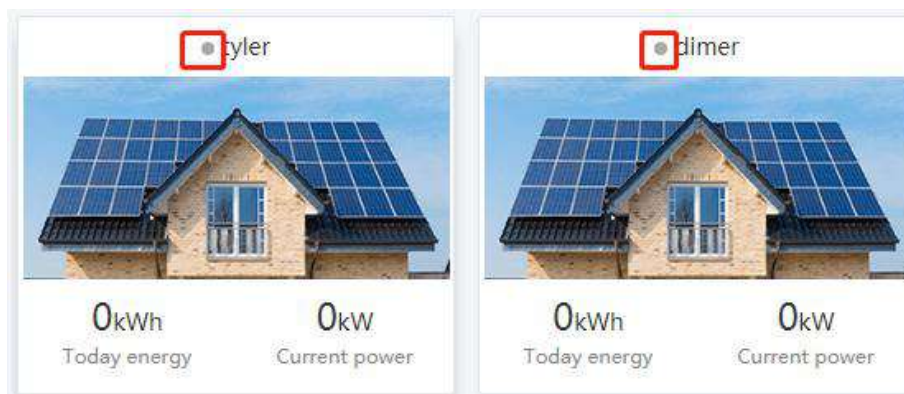 tyler
0kWh
Today energy
0kW
Current power
dimer
0kWh
Today energy
0kW
Current power